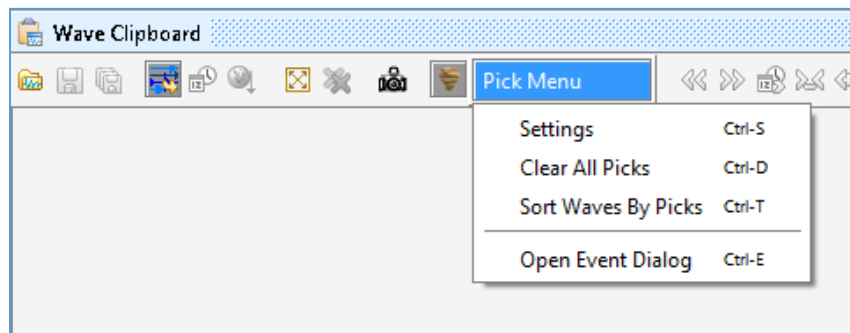 Wave Clipboard
Pick Menu
Settings Ctrl-S
Clear All Picks Ctrl-D
Sort Waves By Picks Ctrl-T
Open Event Dialog Ctrl-E